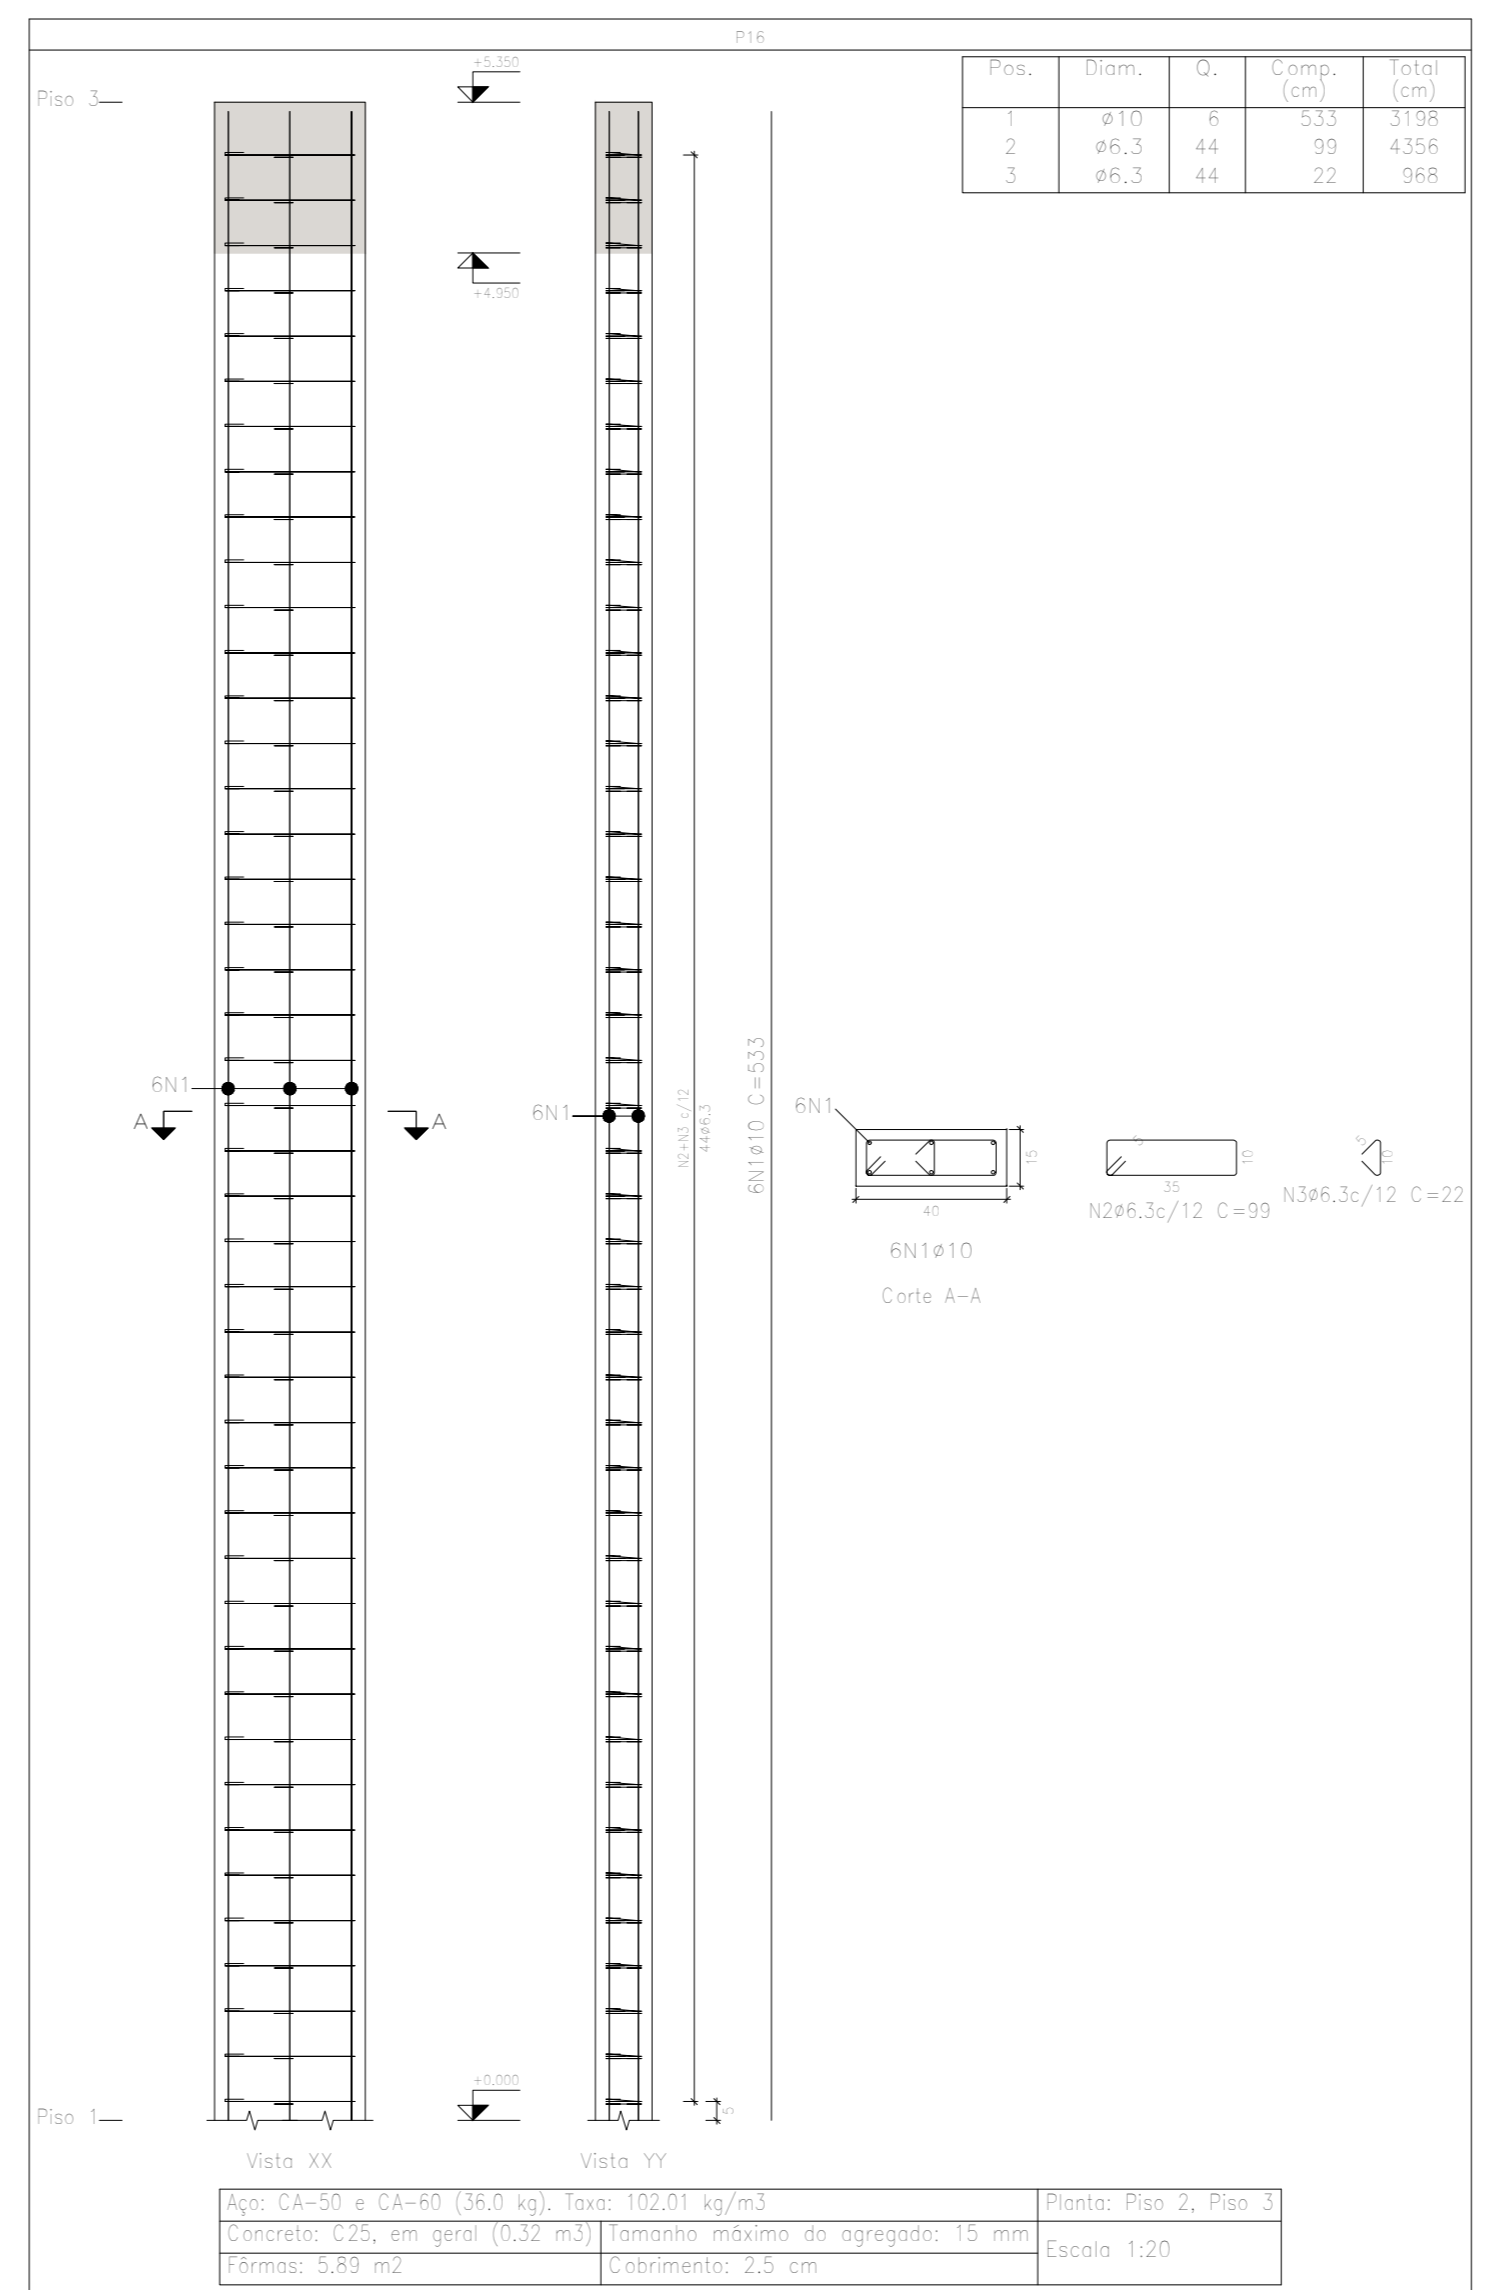 P16
Pos. Diam. Q. Comp. (cm) Total (cm)
1 ø10 6 533 3198
2 ø6.3 44 99 4356
3 ø6.3 44 22 968
+5.350
Piso 3
+4.950
6N1
A A
6N1
N2+N3 c/12
44ø6.3
6N1ø10 C=533
6N1
15
40
6N1ø10
Corte A-A
5
10
35
N2ø6.3c/12 C=99
5
10
N3ø6.3c/12 C=22
+0.000
5
Piso 1
Vista XX
Vista YY
Aço: CA-50 e CA-60 (36.0 kg). Taxa: 102.01 kg/m3
Planta: Piso 2, Piso 3
Concreto: C25, em geral (0.32 m3)
Tamanho máximo do agregado: 15 mm
Escala 1:20
Fôrmas: 5.89 m2
Cobrimento: 2.5 cm